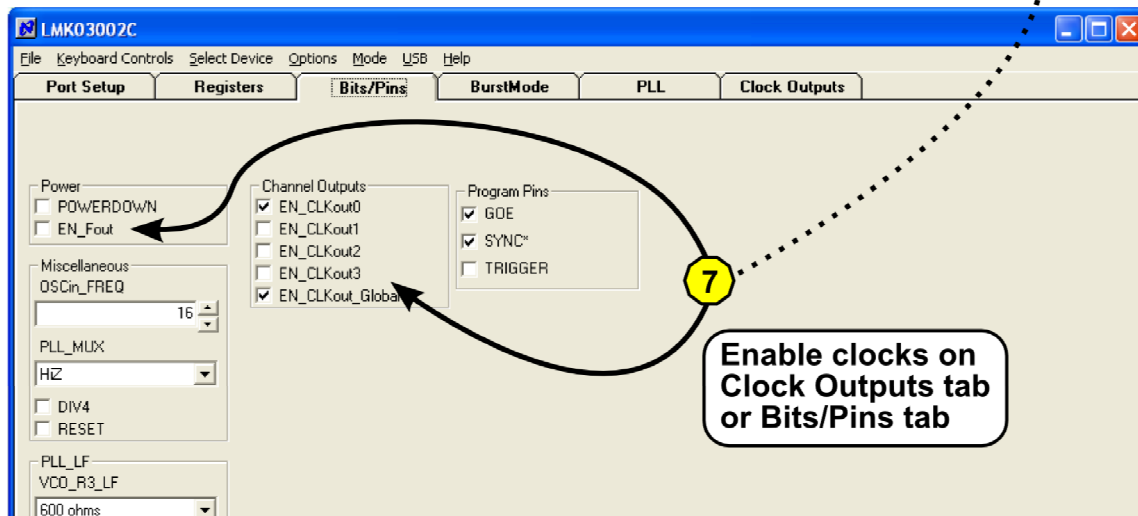 LMK03002C
File Keyboard Controls Select Device Options Mode USB Help
Port Setup Registers Bits/Pins BurstMode PLL Clock Outputs
Power
POWERDOWN
EN_Fout
Miscellaneous
OSCin_FREQ
16
PLL_MUX
HiZ
DIV4
RESET
PLL_LF
VCO_R3_LF
600 ohms
Channel Outputs
EN_CLKout0
EN_CLKout1
EN_CLKout2
EN_CLKout3
EN_CLKout_Global
Program Pins
GOE
SYNC*
TRIGGER
7
Enable clocks on
Clock Outputs tab
or Bits/Pins tab